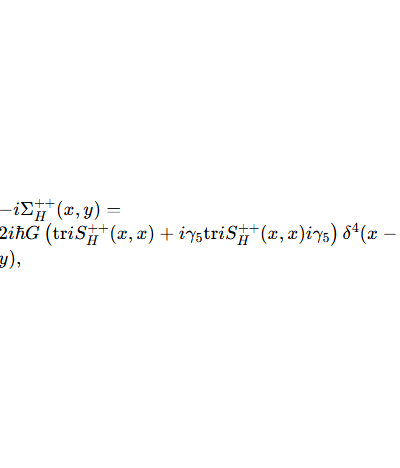 −iΣ_H^{++}(x, y) =
2iħG (triS_H^{++}(x, x) + iγ_5triS_H^{++}(x, x)iγ_5) δ^4(x −
y),